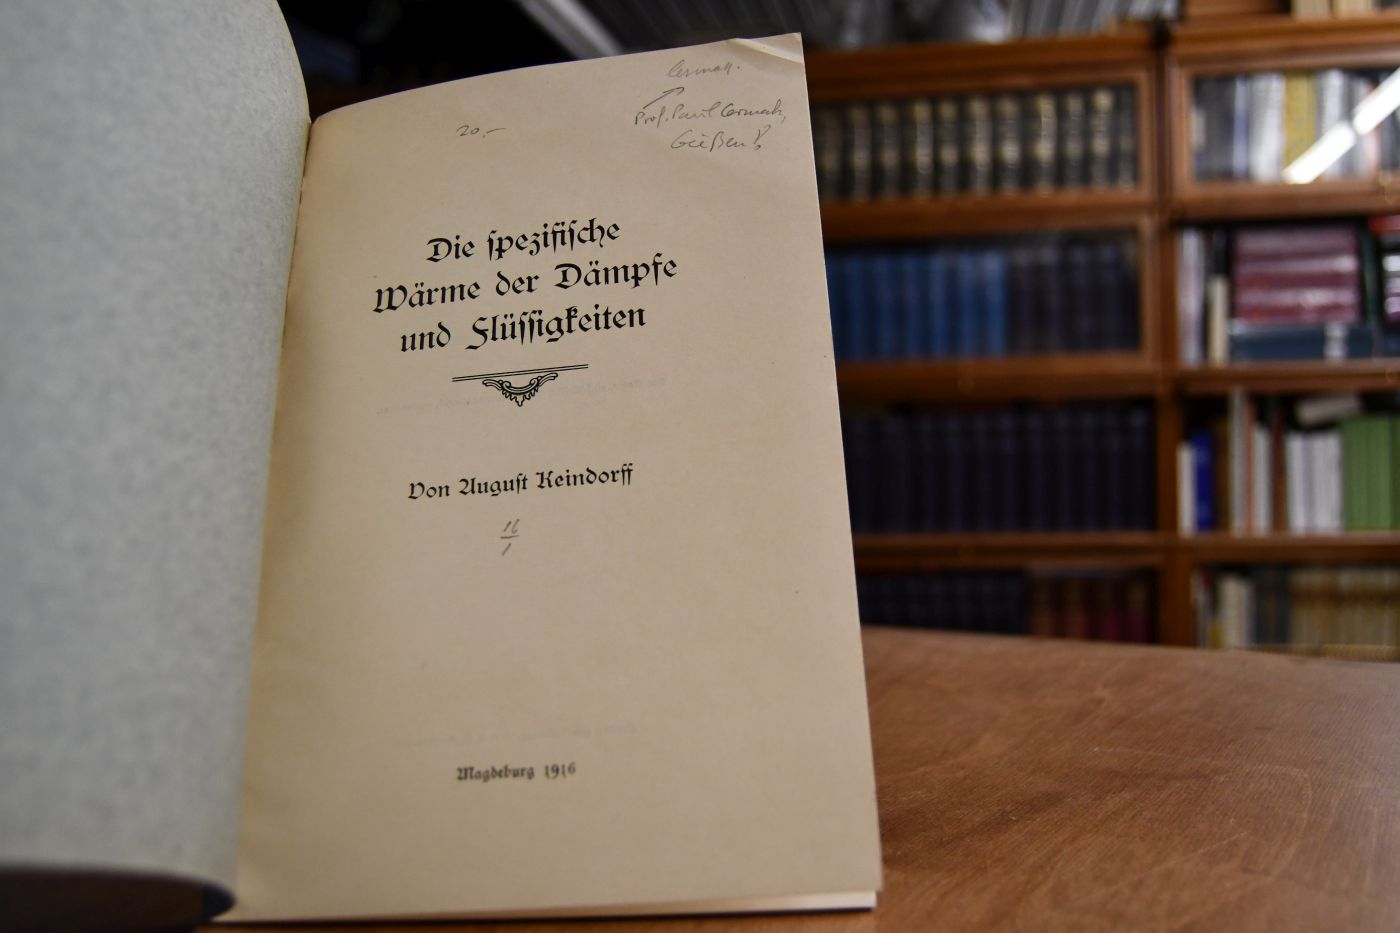 Cermak.
20.-
Prof. Paul Cermak,
Gießen!
Die spezifische
Wärme der Dämpfe
und Flüssigkeiten
Von August Keindorff
16
1
Magdeburg 1916